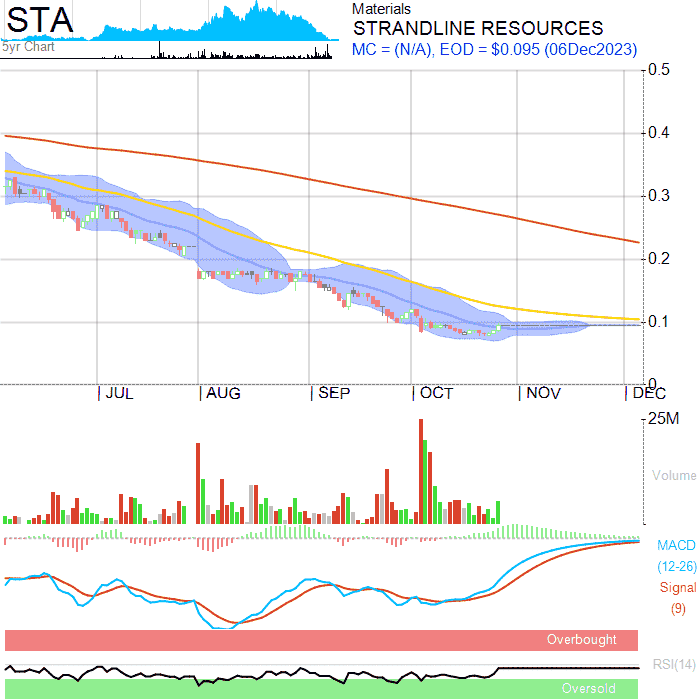 STA
5yr Chart
Materials
STRANDLINE RESOURCES
MC = (N/A), EOD = $0.095 (06Dec2023)
0.5
0.4
0.3
0.2
0.1
0
JUL AUG SEP OCT NOV DEC
25M
Volume
MACD
(12-26)
Signal
(9)
Overbought
RSI(14)
Oversold